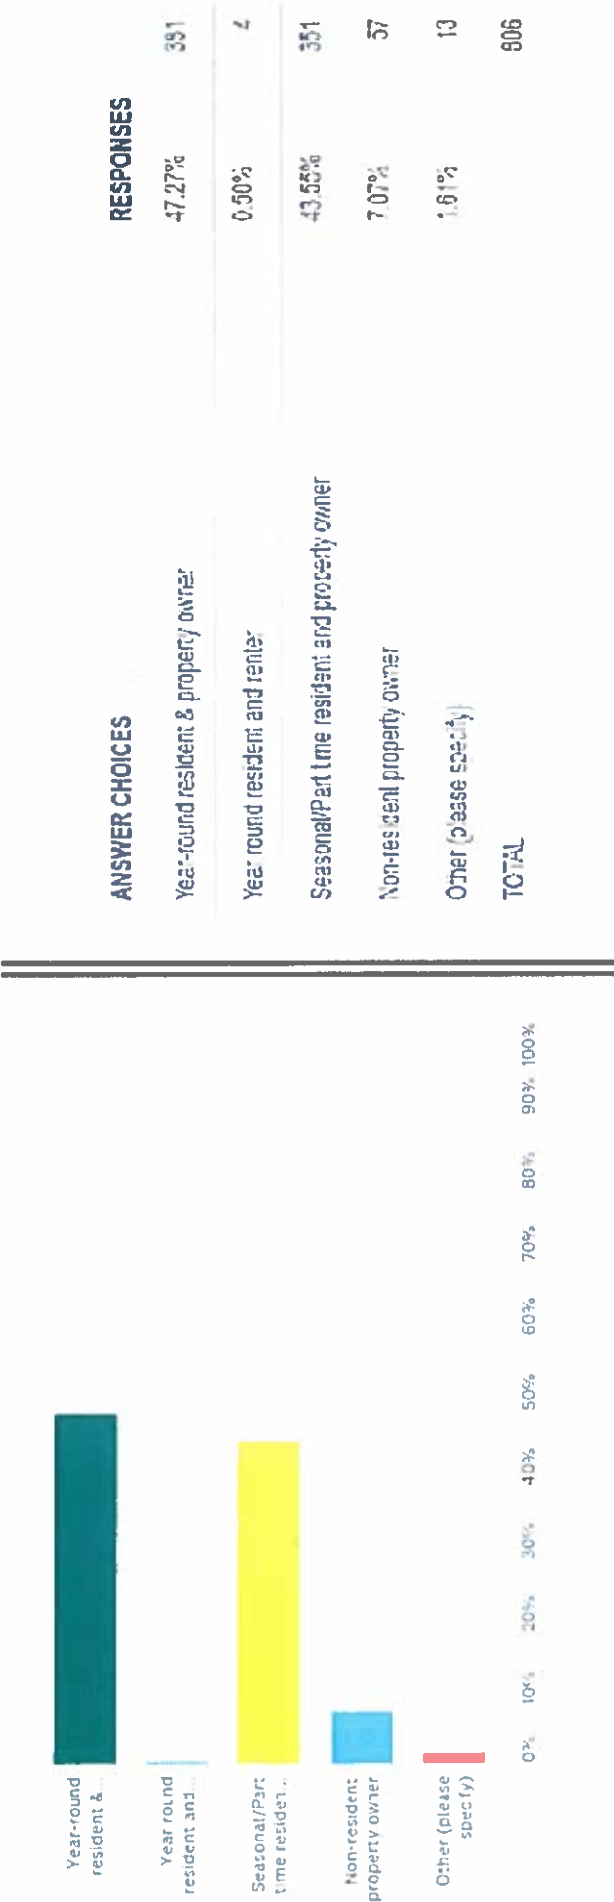 Year-round
resident &...
Year round
resident and...
Seasonal/Part
time residen...
Non-resident
property owner
Other (please
specify)
0% 10% 20% 30% 40% 50% 60% 70% 80% 90% 100%
ANSWER CHOICES RESPONSES
Year-round resident & property owner 47.27% 381
Year round resident and renter 0.50% 4
Seasonal/Part time resident and property owner 43.55% 351
Non-resident property owner 7.07% 57
Other (please specify) 1.61% 13
TOTAL 806